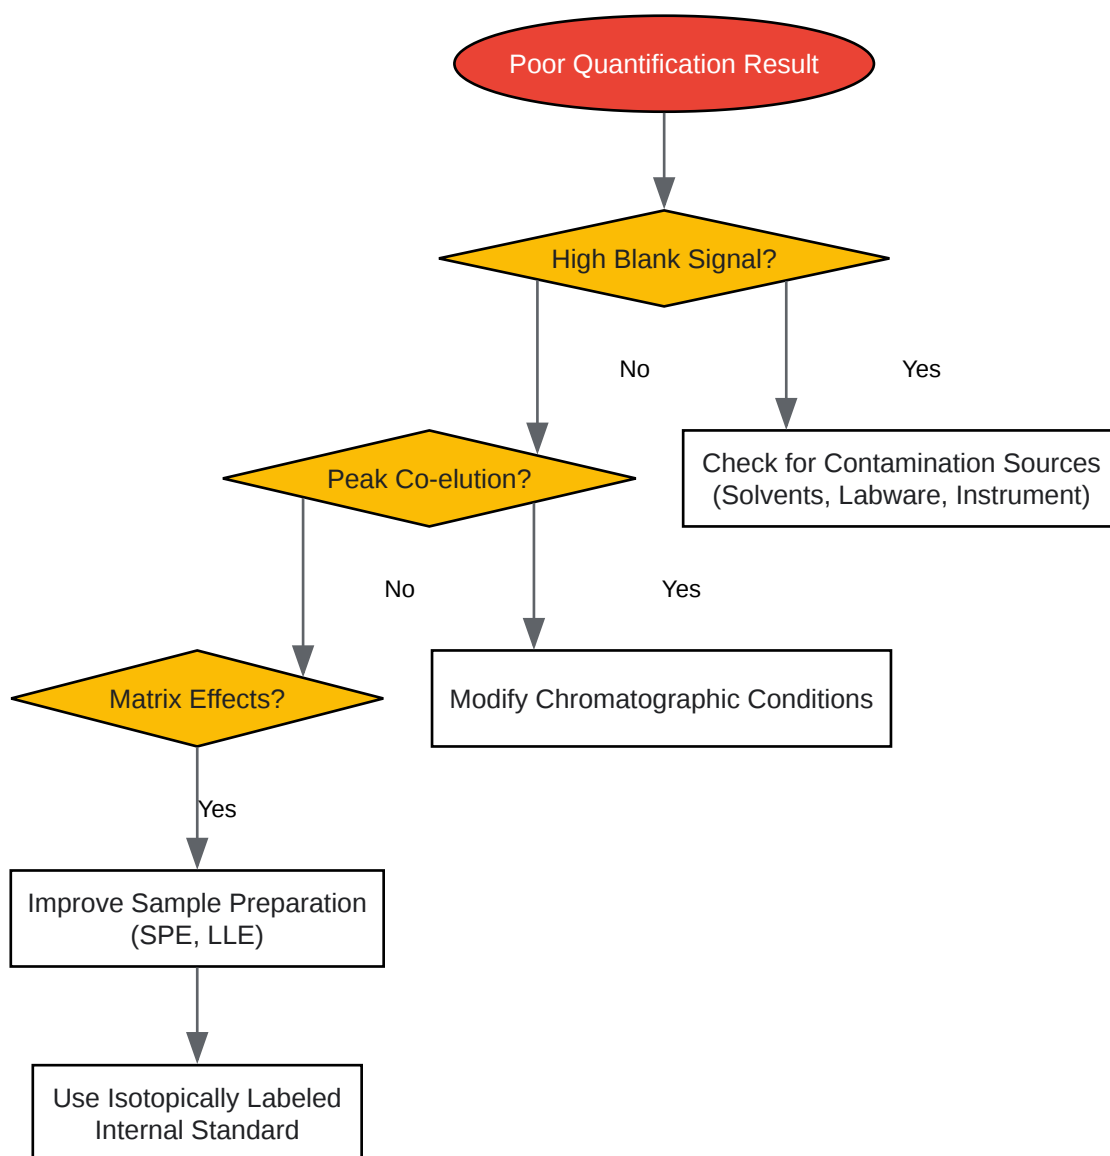 Poor Quantification Result
High Blank Signal?
No
Yes
Peak Co-elution?
Check for Contamination Sources
(Solvents, Labware, Instrument)
No
Yes
Matrix Effects?
Modify Chromatographic Conditions
Yes
Improve Sample Preparation
(SPE, LLE)
Use Isotopically Labeled
Internal Standard